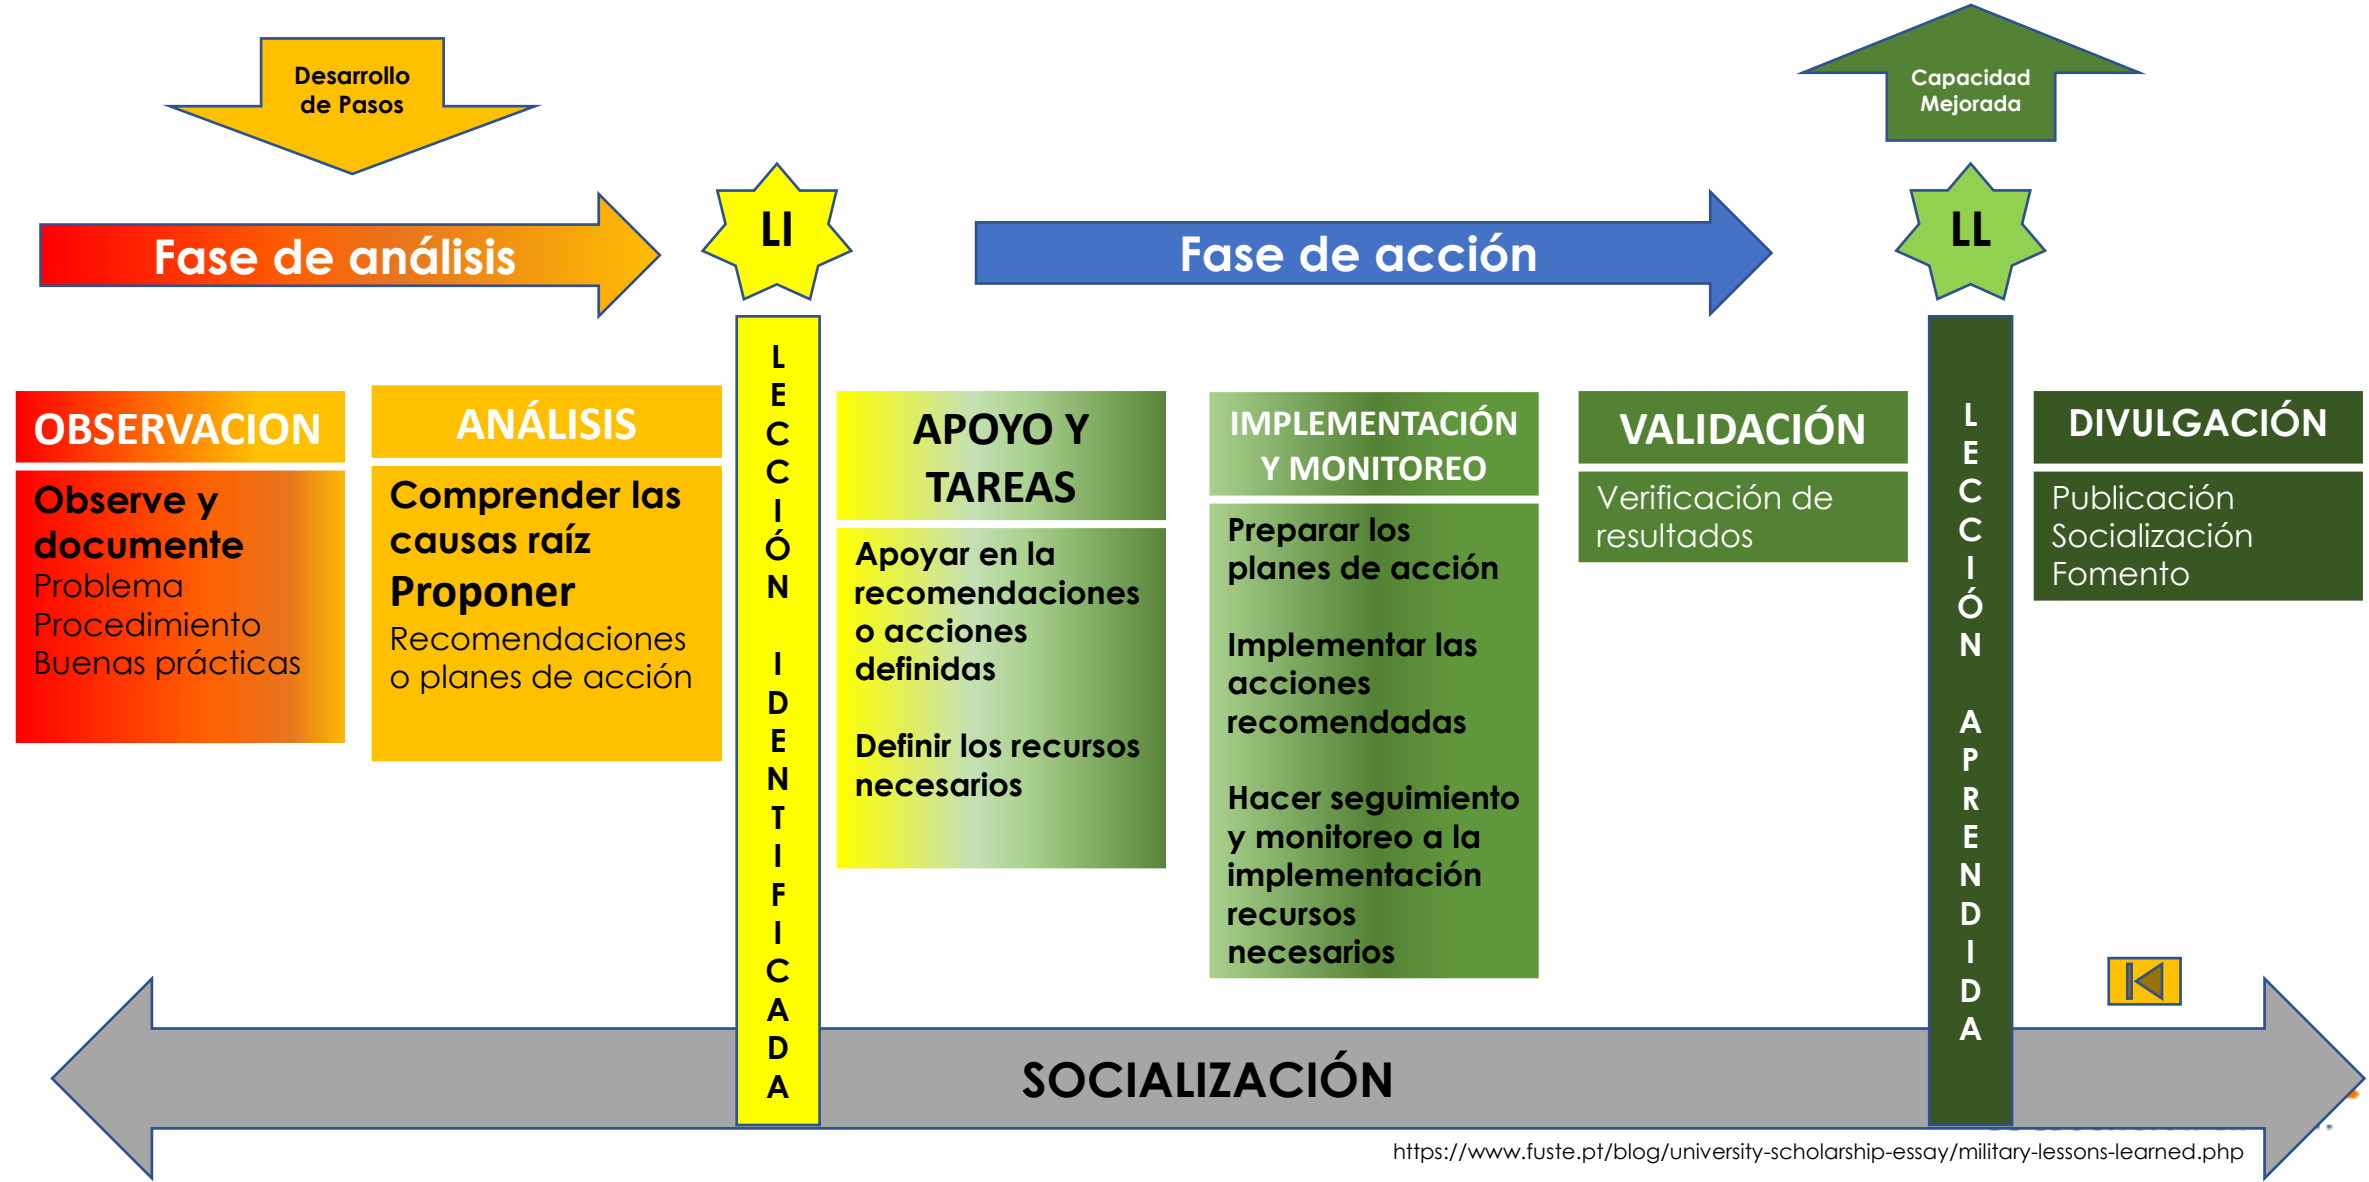 Desarrollo
de Pasos
Capacidad
Mejorada
Fase de análisis
LI
Fase de acción
LL
OBSERVACION
Observe y
documente
Problema
Procedimiento
Buenas prácticas
ANÁLISIS
Comprender las
causas raíz
Proponer
Recomendaciones
o planes de acción
LECCIÓN IDENTIFICADA
APOYO Y
TAREAS
Apoyar en la
recomendaciones
o acciones
definidas
Definir los recursos
necesarios
IMPLEMENTACIÓN
Y MONITOREO
Preparar los
planes de acción
Implementar las
acciones
recomendadas
Hacer seguimiento
y monitoreo a la
implementación
recursos
necesarios
VALIDACIÓN
Verificación de
resultados
LECCIÓN APRENDIDA
DIVULGACIÓN
Publicación
Socialización
Fomento
SOCIALIZACIÓN
https://www.fuste.pt/blog/university-scholarship-essay/military-lessons-learned.php